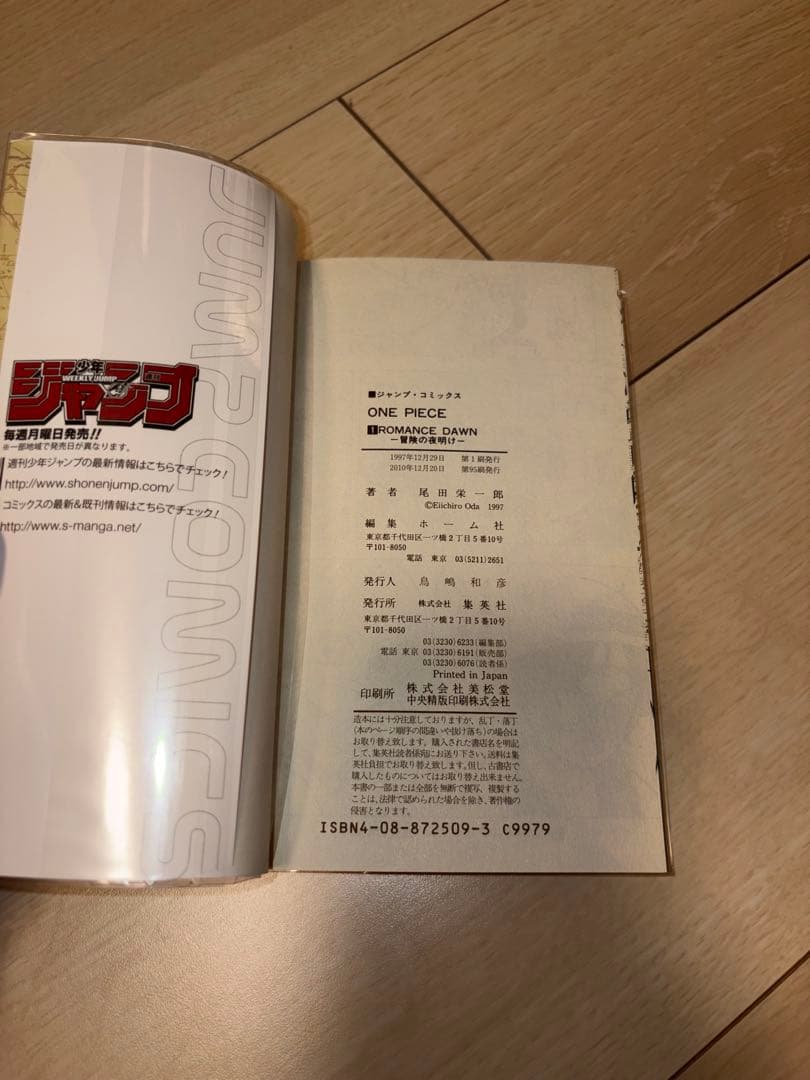 JUMP COMICS
少年
WEEKLY JUMP
ジャンプ
毎週月曜日発売!!
※一部地域で発売日が異なります。
週刊少年ジャンプの最新情報はこちらでチェック!
http://www.shonenjump.com/
コミックスの最新&既刊情報はこちらでチェック!
http://www.s-manga.net/
■ジャンプ・コミックス
ONE PIECE
1 ROMANCE DAWN
ー冒険の夜明けー
1997年12月29日 第1刷発行
2010年12月20日 第95刷発行
著者 尾田栄一郎
©Eiichiro Oda 1997
編集 ホーム社
東京都千代田区一ツ橋2丁目5番10号
〒101-8050
電話 東京 03(5211)2651
発行人 鳥嶋和彦
発行所 株式会社 集英社
東京都千代田区一ツ橋2丁目5番10号
〒101-8050
03(3230)6233(編集部)
電話 東京 03(3230)6191(販売部)
03(3230)6076(読者係)
Printed in Japan
印刷所 株式会社美松堂
中央精版印刷株式会社
造本には十分注意しておりますが、乱丁・落丁
(本のページ順序の間違いや抜け落ち)の場合は
お取り替え致します。購入された書店名を明記
して、集英社読者係宛にお送り下さい。送料は集
英社負担でお取り替え致します。但し、古書店で
購入したものについてはお取り替え出来ません。
本書の一部または全部を無断で複写、複製する
ことは、法律で認められた場合を除き、著作権の
侵害となります。
ISBN4-08-872509-3 C9979